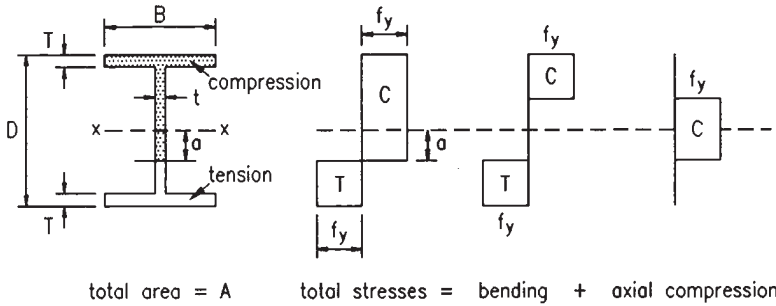 B
T
f_y
compression
t
D
x
x
a
tension
T
C
a
T
f_y
f_y
C
T
f_y
f_y
C
total area = A
total stresses = bending + axial compression